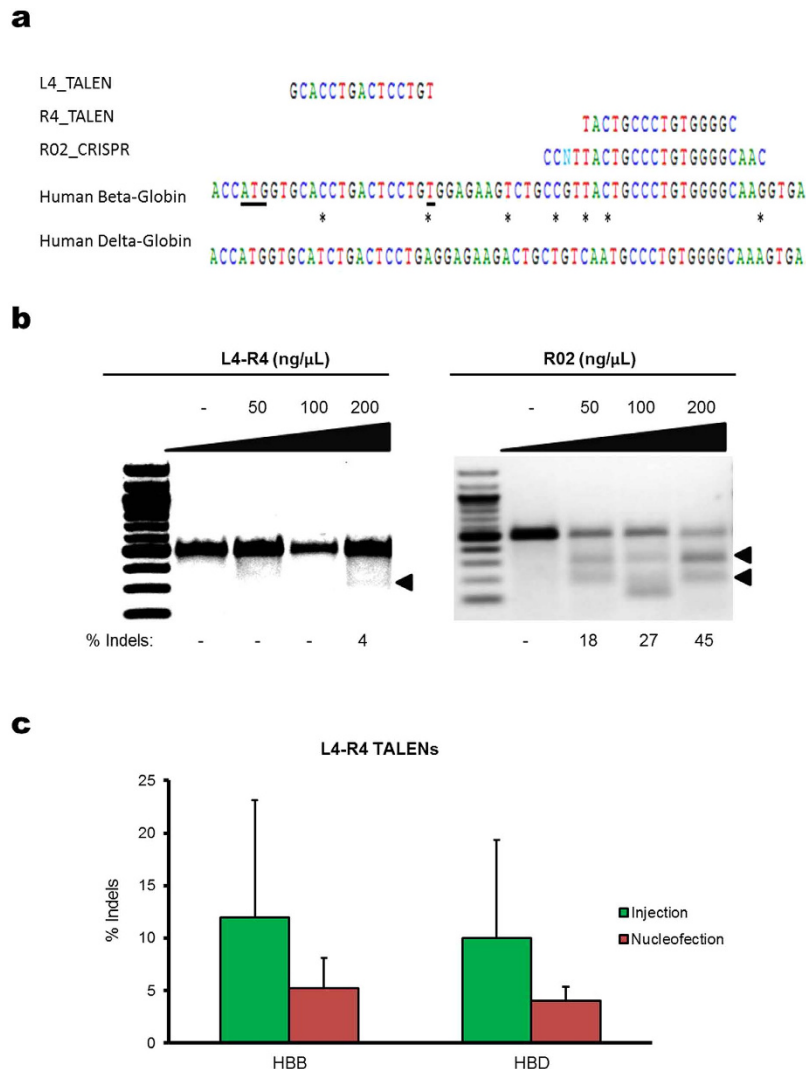 a
L4_TALEN GCACCTGACTCCTGT
R4_TALEN TACTGCCCTGTGGGGC
R02_CRISPR CCNTTACTGCCCTGTGGGGCAAC
Human Beta-Globin ACCATGGTGCACCTGACTCCTGTGGAGAAGTCTGCCGTTACTGCCCTGTGGGGCAAGGTGA
* * * * * * *
Human Delta-Globin ACCATGGTGCATCTGACTCCTGAGGAGAAGACTGCTGTCAATGCCCTGTGGGGCAAAGTGA
b
L4-R4 (ng/µL) R02 (ng/µL)
- 50 100 200 - 50 100 200
% Indels: - - - 4 - 18 27 45
c
L4-R4 TALENs
25
20
15
10
5
0
% Indels
Injection
Nucleofection
HBB HBD